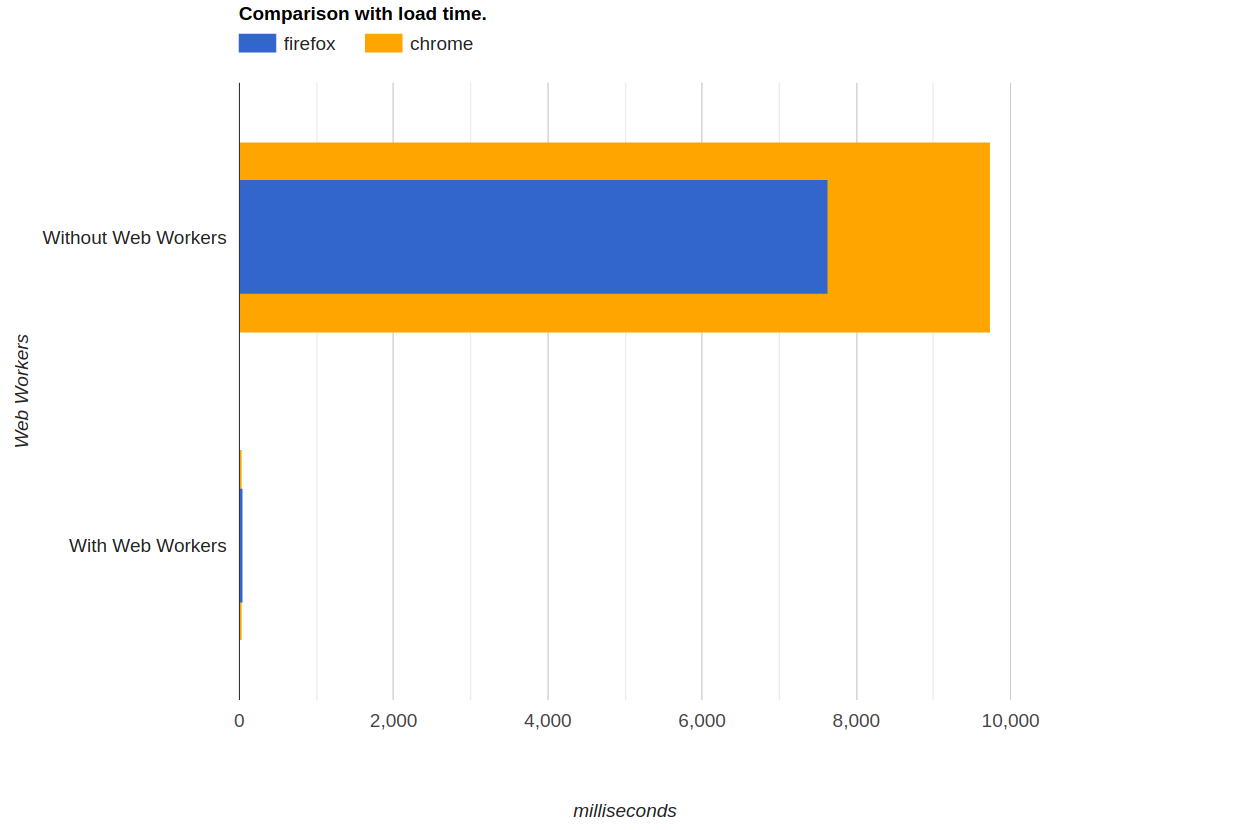 Comparison with load time.
firefox chrome
Without Web Workers
Web Workers
With Web Workers
0 2,000 4,000 6,000 8,000 10,000
milliseconds